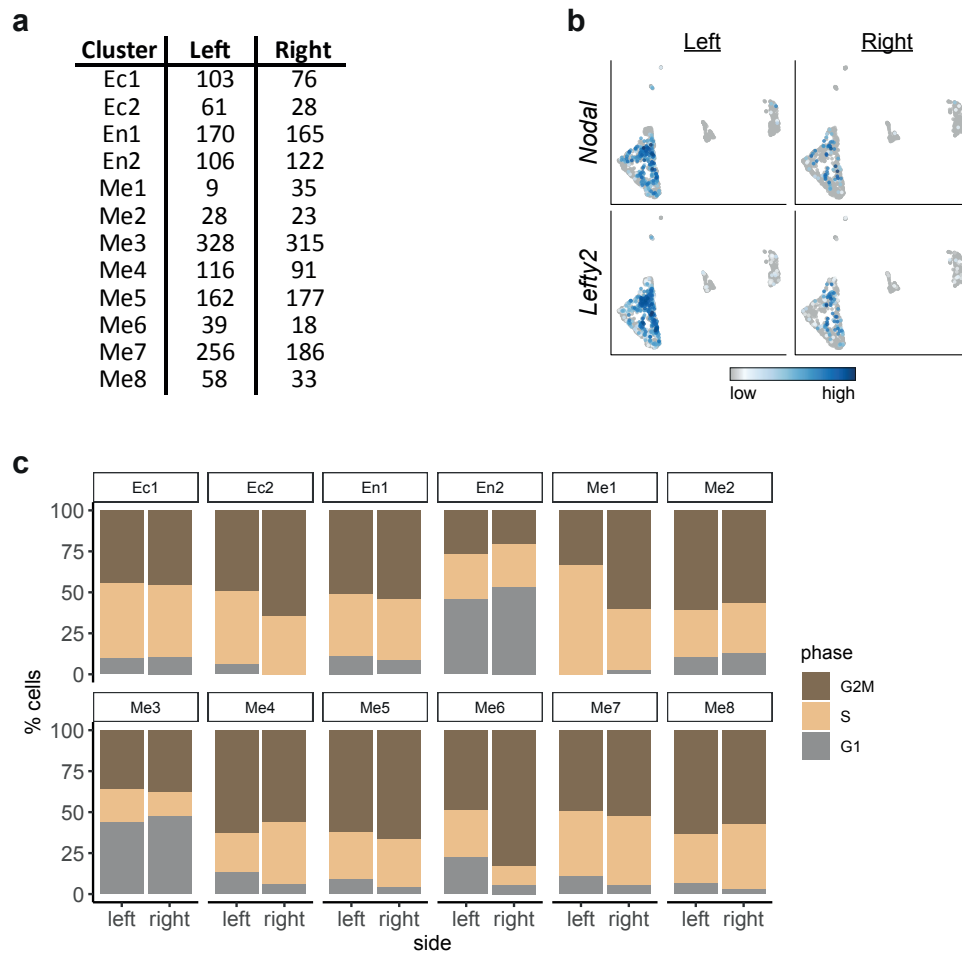 a
Cluster Left Right
Ec1 103 76
Ec2 61 28
En1 170 165
En2 106 122
Me1 9 35
Me2 28 23
Me3 328 315
Me4 116 91
Me5 162 177
Me6 39 18
Me7 256 186
Me8 58 33
b
Left Right
Nodal
Lefty2
low high
c
Ec1 Ec2 En1 En2 Me1 Me2
100
75
50
25
0
Me3 Me4 Me5 Me6 Me7 Me8
100
75
50
25
0
% cells
left right left right left right left right left right left right
side
phase
G2M
S
G1